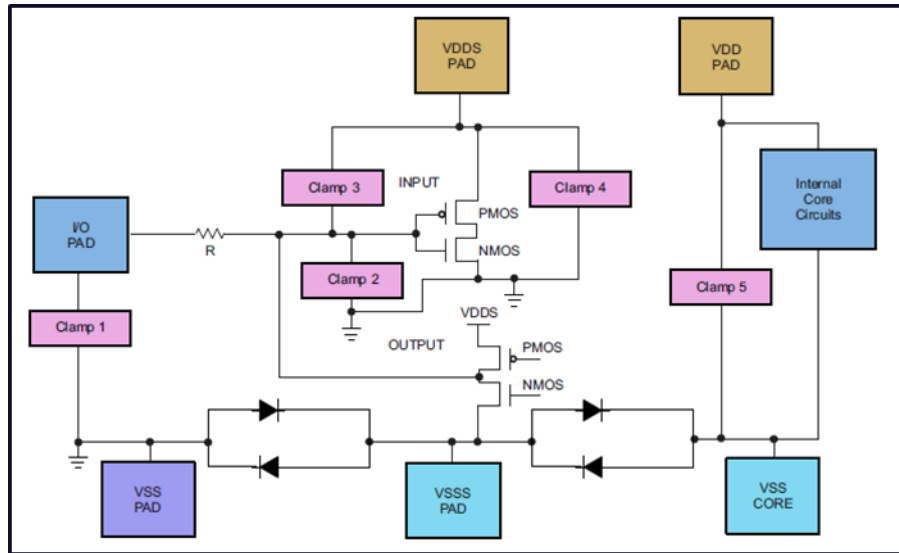 VDDS
PAD
VDD
PAD
Clamp 3
INPUT
Clamp 4
Internal
Core
Circuits
I/O
PAD
R
PMOS
NMOS
Clamp 2
Clamp 5
Clamp 1
VDDS
OUTPUT
PMOS
NMOS
VSS
PAD
VSSS
PAD
VSS
CORE